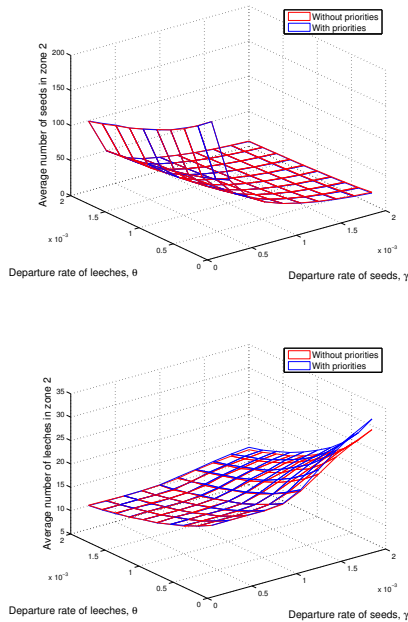 Without priorities
With priorities
Average number of seeds in zone 2
200
150
100
50
0
2
1.5
1
0.5
0
x 10⁻³
0
0.5
1
1.5
2
x 10⁻³
Departure rate of leeches, θ
Departure rate of seeds, γ
Without priorities
With priorities
Average number of leeches in zone 2
35
30
25
20
15
10
5
2
1.5
1
0.5
0
x 10⁻³
0
0.5
1
1.5
2
x 10⁻³
Departure rate of leeches, θ
Departure rate of seeds, γ